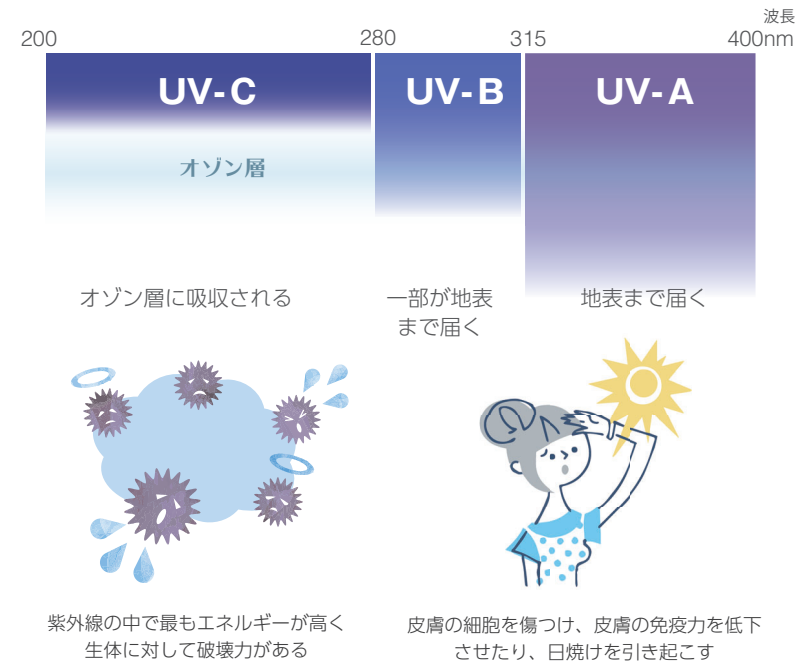 波長
200
280
315
400nm
UV-C
UV-B
UV-A
オゾン層
オゾン層に吸収される
一部が地表
まで届く
地表まで届く
紫外線の中で最もエネルギーが高く
生体に対して破壊力がある
皮膚の細胞を傷つけ、皮膚の免疫力を低下
させたり、日焼けを引き起こす